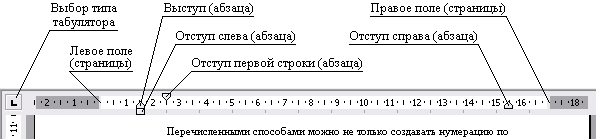 Выбор типа
табулятора
Выступ (абзаца)
Правое поле (страницы)
Отступ слева (абзаца)
Отступ справа (абзаца)
Левое поле
(страницы)
Отступ первой строки (абзаца)
2 1 1 2 3 4 5 6 7 8 9 10 11 12 13 14 15 16 18
11
Перечисленными способами можно не только создавать нумерацию по